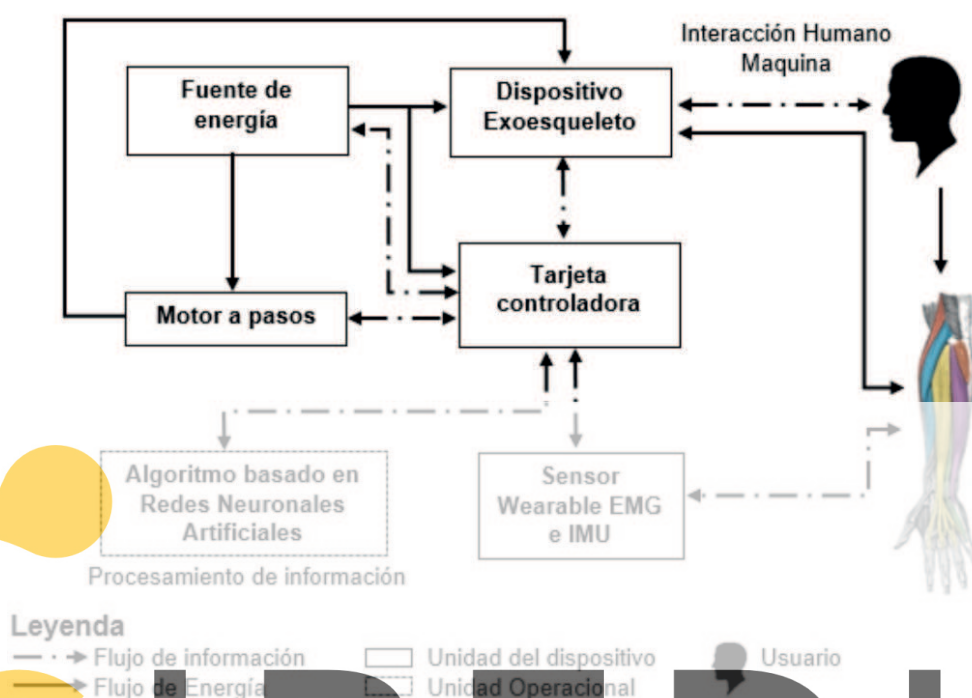 Interacción Humano
Maquina
Fuente de
energía
Dispositivo
Exoesqueleto
Tarjeta
controladora
Motor a pasos
Algoritmo basado en
Redes Neuronales
Artificiales
Sensor
Wearable EMG
e IMU
Procesamiento de información
Leyenda
Flujo de información
Unidad del dispositivo
Usuario
Flujo de Energía
Unidad Operacional